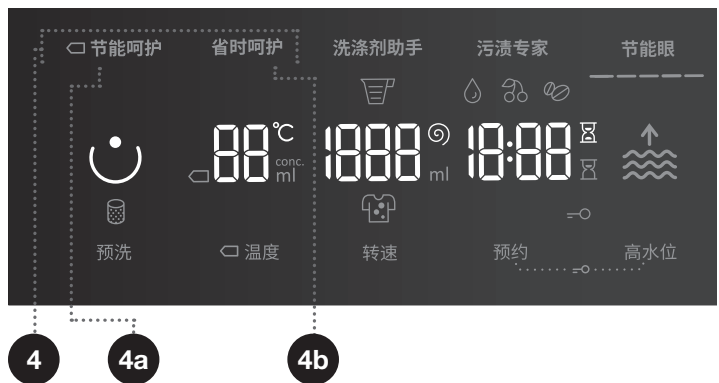 节能呵护 省时呵护 洗涤剂助手 污渍专家 节能眼
88 °C conc. ml 1888 ml 18:88
预洗 温度 转速 预约 高水位
4 4a 4b